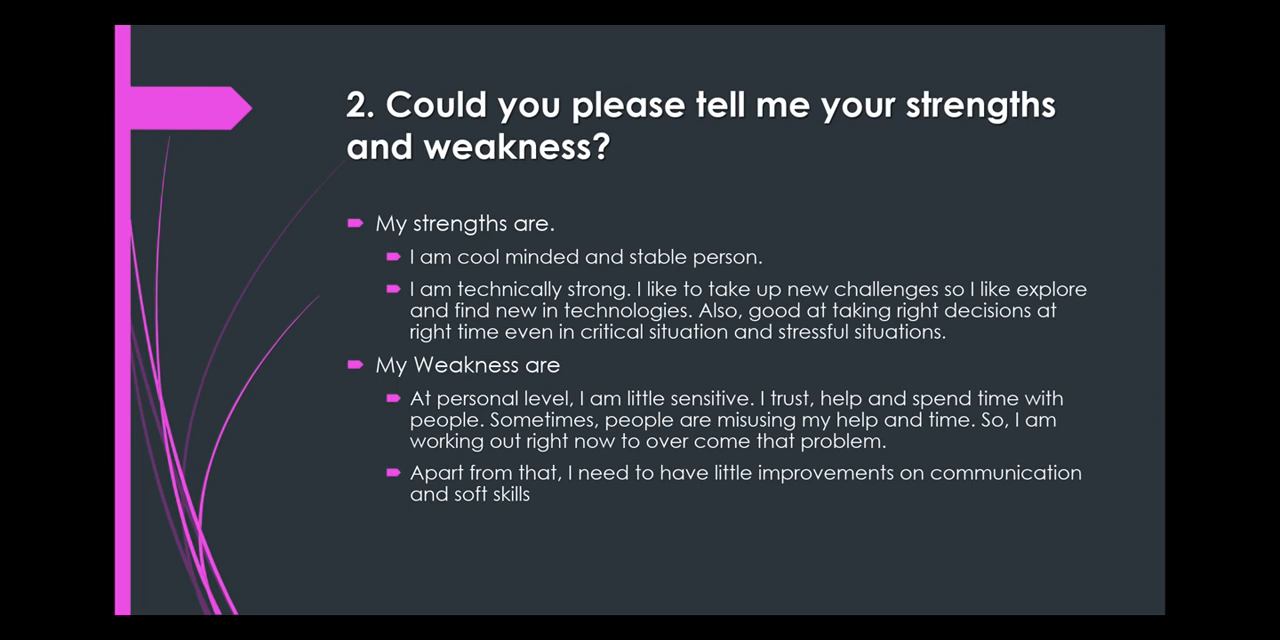 2. Could you please tell me your strengths
and weakness?
My strengths are.
I am cool minded and stable person.
I am technically strong. I like to take up new challenges so I like explore
and find new in technologies. Also, good at taking right decisions at
right time even in critical situation and stressful situations.
My Weakness are
At personal level, I am little sensitive. I trust, help and spend time with
people. Sometimes, people are misusing my help and time. So, I am
working out right now to over come that problem.
Apart from that, I need to have little improvements on communication
and soft skills